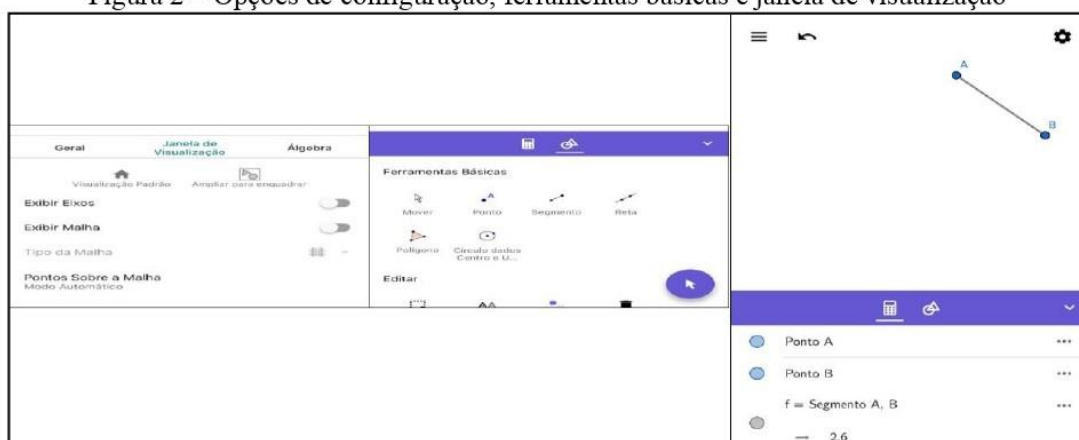 Figura 2 – Opções de configuração, ferramentas básicas e janela de visualização
Geral
Janela de Visualização
Álgebra
Visualização Padrão
Ampliar para enquadrar
Exibir Eixos
Exibir Malha
Tipo da Malha
Pontos Sobre a Malha
Modo Automático
Ferramentas Básicas
Mover
Ponto
Segmento
Reta
Polígono
Círculo dados
Centro e U...
Editar
AA
A
B
Ponto A
Ponto B
f = Segmento A, B
→ 2.6